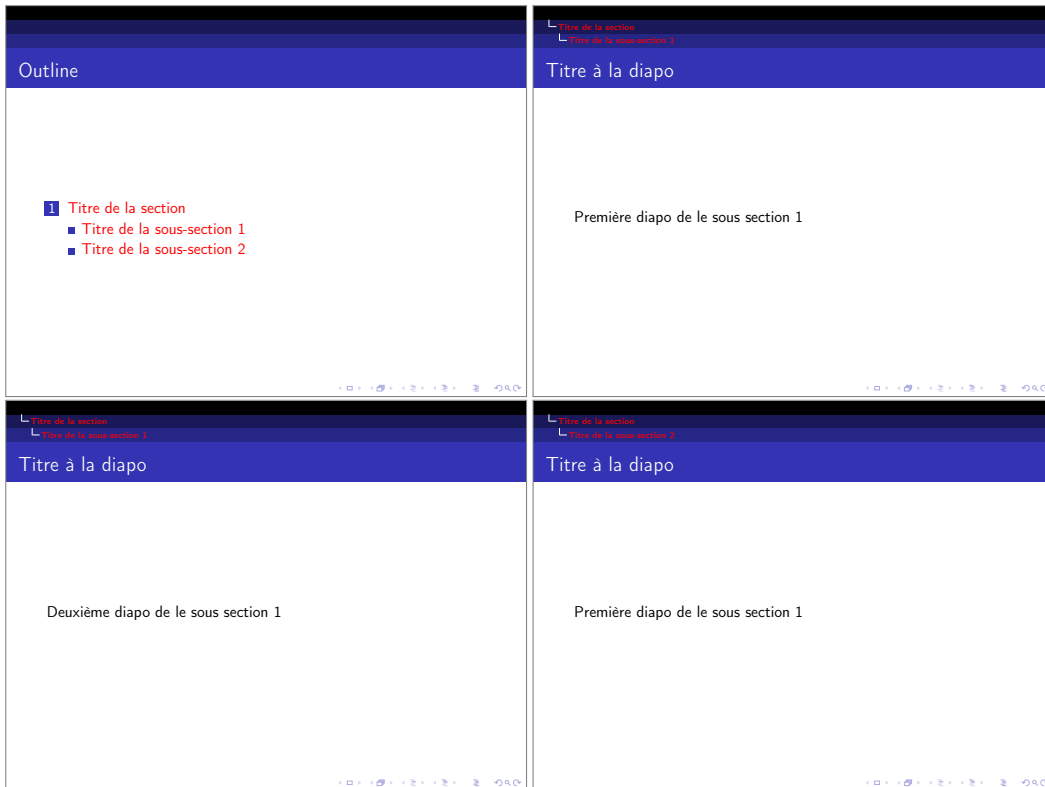 Outline
1 Titre de la section
Titre de la sous-section 1
Titre de la sous-section 2
Titre de la section
Titre de la sous-section 1
Titre à la diapo
Première diapo de le sous section 1
Titre de la section
Titre de la sous-section 1
Titre à la diapo
Deuxième diapo de le sous section 1
Titre de la section
Titre de la sous-section 2
Titre à la diapo
Première diapo de le sous section 1